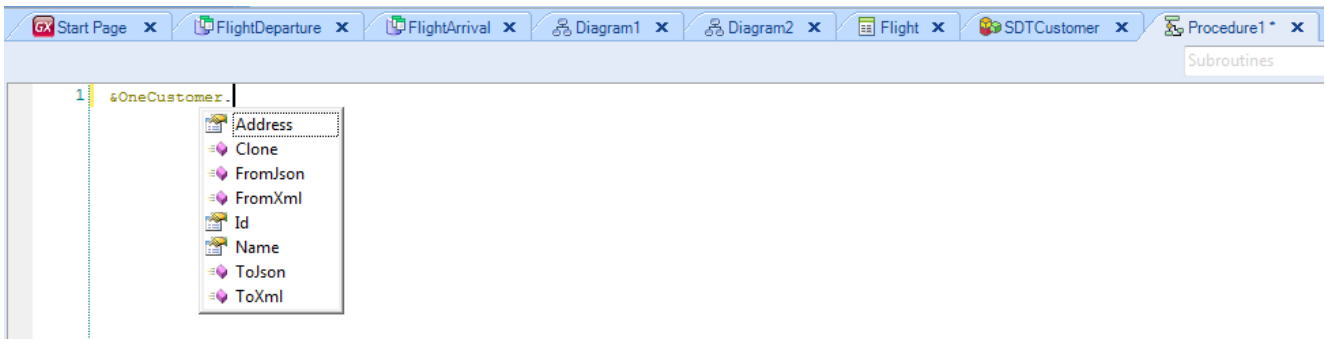 GX Start Page x FlightDeparture x FlightArrival x Diagram1 x Diagram2 x Flight x SDTCustomer x Procedure1* x
Subroutines
1 &OneCustomer.
Address
Clone
FromJson
FromXml
Id
Name
ToJson
ToXml